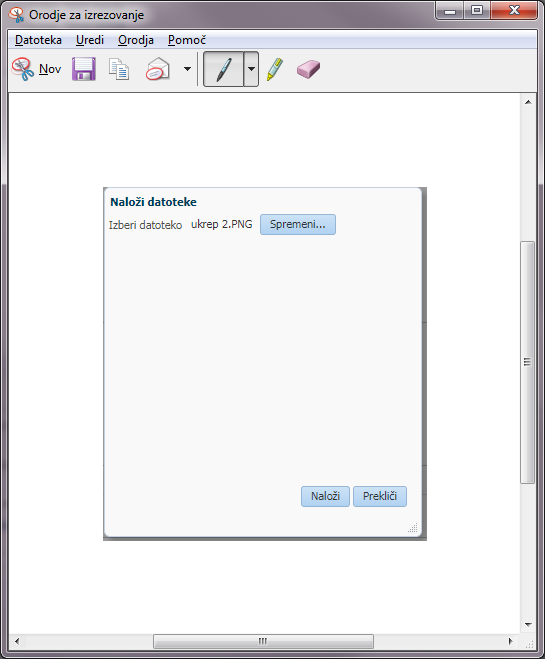 Orodje za izrezovanje
Datoteka Uredi Orodja Pomoč
Nov
Naloži datoteke
Izberi datoteko ukrep 2.PNG Spremeni...
Naloži Prekliči